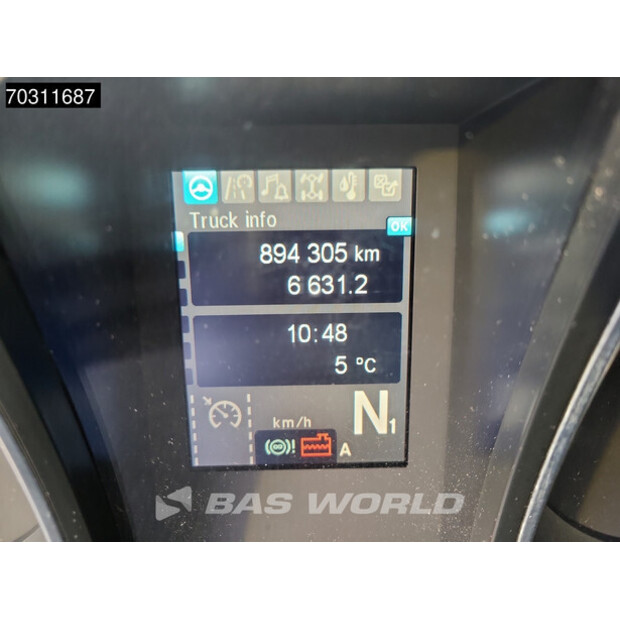 70311687
Truck info
OK
894 305 km
6 631.2
10:48
5 °C
km/h
N1
A
BAS WORLD